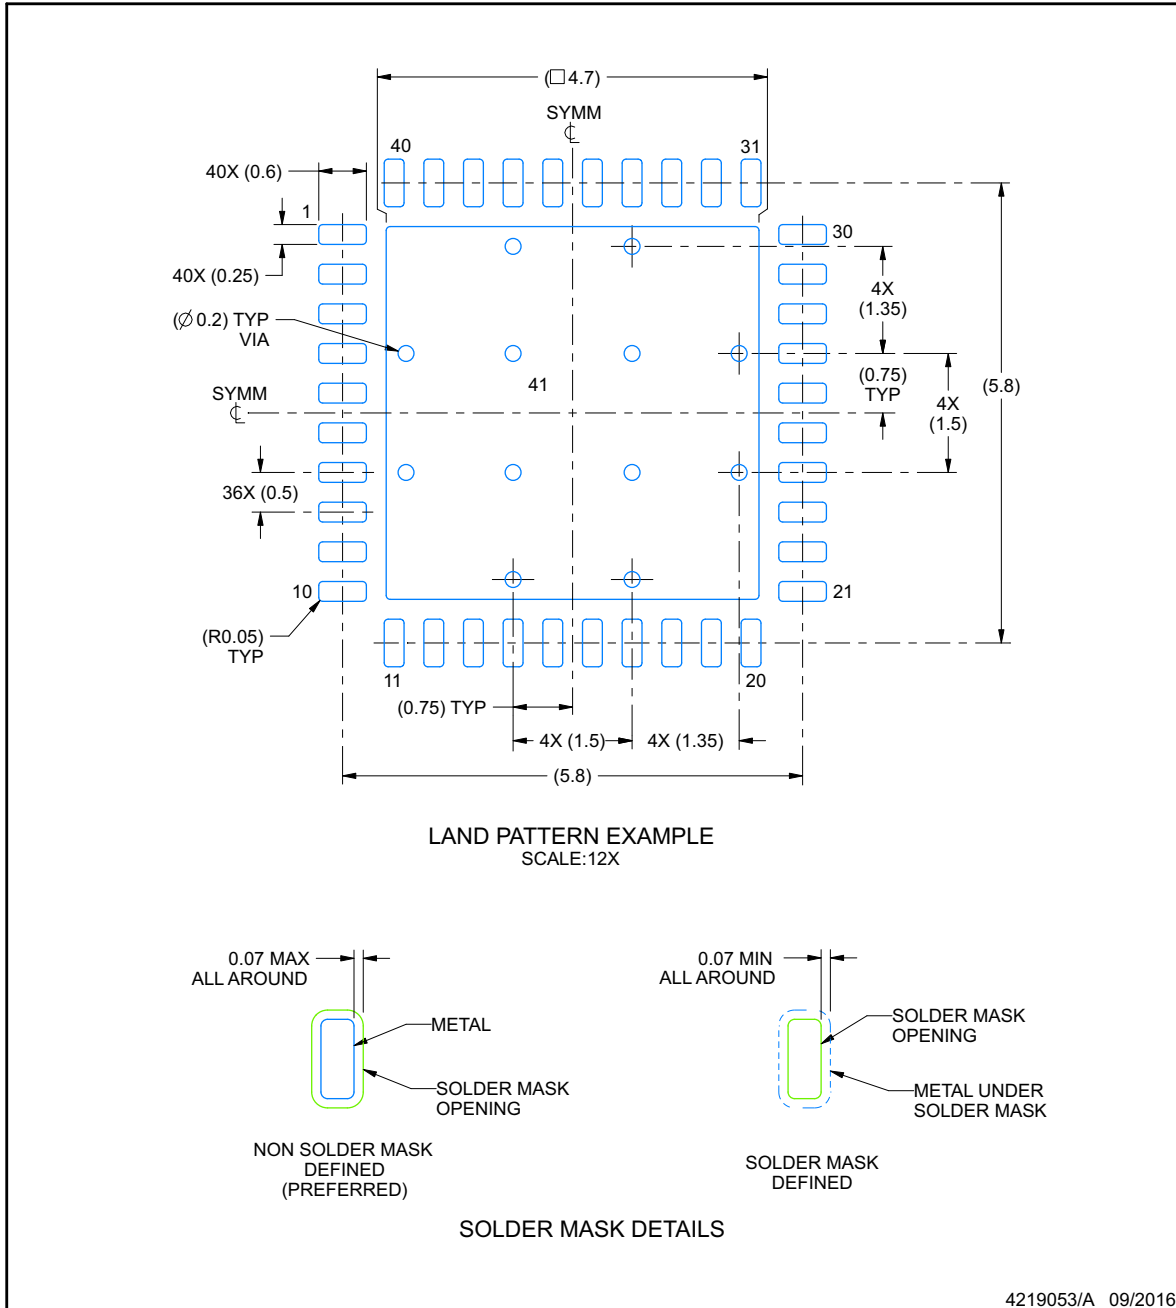 (□4.7)
SYMM
℄
40
31
40X (0.6)
1
30
40X (0.25)
4X
(1.35)
(∅0.2) TYP
VIA
41
(0.75)
TYP
SYMM
℄
4X
(1.5)
(5.8)
36X (0.5)
10
21
(R0.05)
TYP
11
20
(0.75) TYP
4X (1.5)
4X (1.35)
(5.8)
LAND PATTERN EXAMPLE
SCALE:12X
0.07 MAX
ALL AROUND
METAL
SOLDER MASK
OPENING
NON SOLDER MASK
DEFINED
(PREFERRED)
0.07 MIN
ALL AROUND
SOLDER MASK
OPENING
METAL UNDER
SOLDER MASK
SOLDER MASK
DEFINED
SOLDER MASK DETAILS
4219053/A 09/2016